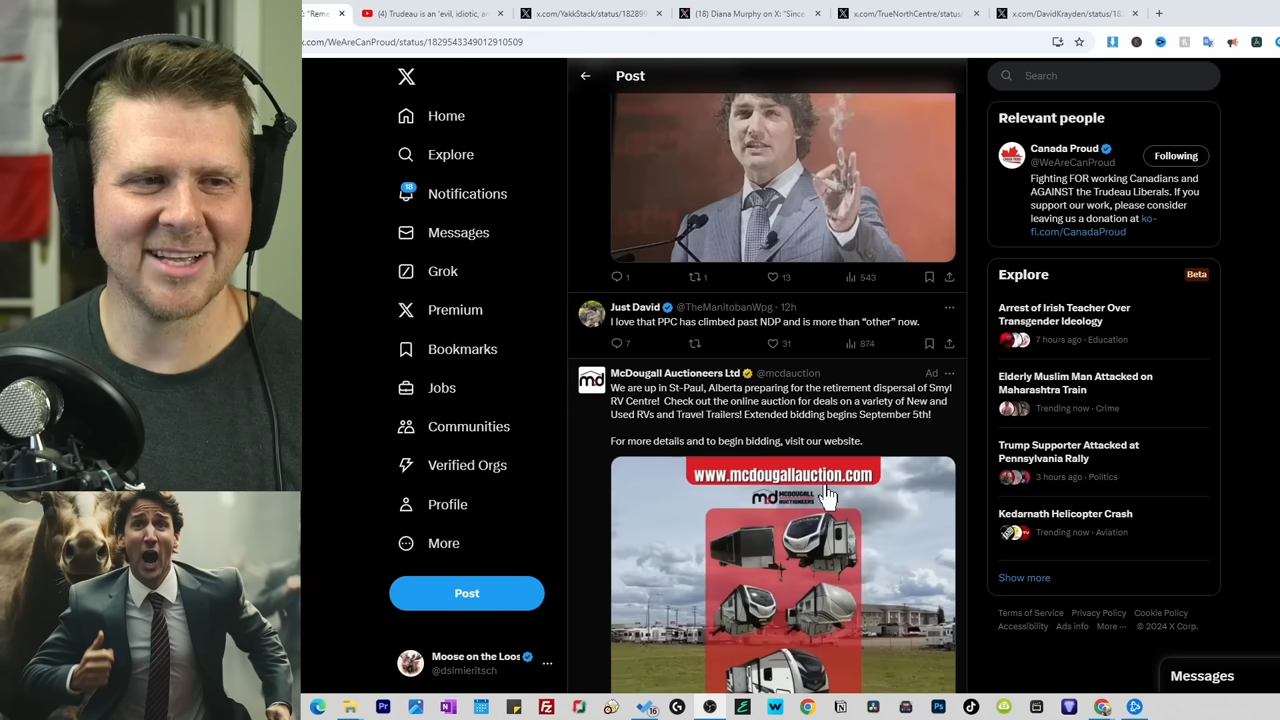 X: "Reme
(4) Trudeau is an 'evil, idiotic, an
x.com/YakkStack/status/182899
(18) Diana Murphy on X: "Since
x.com/TrueNorthCentre/status/
x.com/DavidKrayden/status/18
x.com/WeAreCanProud/status/1829543349012910509
Home
Explore
18
Notifications
Messages
Grok
Premium
Bookmarks
Jobs
Communities
Verified Orgs
Profile
More
Post
Moose on the Loos
@dsimieritsch
Post
1
1
13
543
Just David @TheManitobanWpg · 12h
I love that PPC has climbed past NDP and is more than “other” now.
7
31
874
McDougall Auctioneers Ltd @mcdauction Ad
We are up in St-Paul, Alberta preparing for the retirement dispersal of Smyl
RV Centre! Check out the online auction for deals on a variety of New and
Used RVs and Travel Trailers! Extended bidding begins September 5th!
For more details and to begin bidding, visit our website.
www.mcdougallauction.com
md MCDOUGALL
AUCTIONEERS
Search
Relevant people
Canada Proud
@WeAreCanProud
Following
Fighting FOR working Canadians and
AGAINST the Trudeau Liberals. If you
support our work, please consider
leaving us a donation at ko-
fi.com/CanadaProud
Explore
Beta
Arrest of Irish Teacher Over
Transgender Ideology
7 hours ago · Education
Elderly Muslim Man Attacked on
Maharashtra Train
Trending now · Crime
Trump Supporter Attacked at
Pennsylvania Rally
3 hours ago · Politics
Kedarnath Helicopter Crash
Trending now · Aviation
Show more
Terms of Service Privacy Policy Cookie Policy
Accessibility Ads info More ··· © 2024 X Corp.
Messages
16